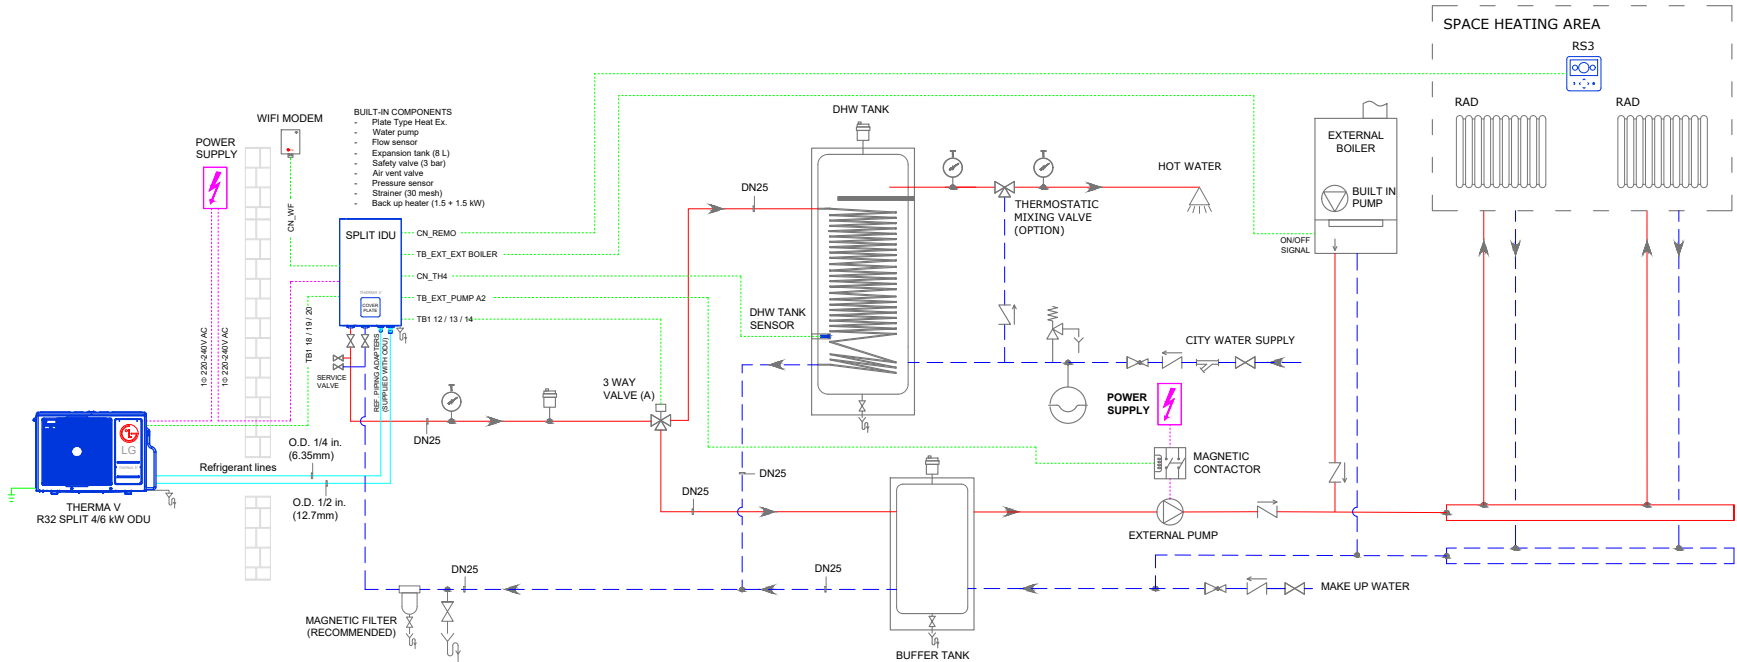 SPACE HEATING AREA
RS3
RAD
RAD
EXTERNAL
BOILER
BUILT IN
PUMP
ON/OFF
SIGNAL
DHW TANK
HOT WATER
THERMOSTATIC
MIXING VALVE
(OPTION)
BUILT-IN COMPONENTS
- Plate Type Heat Ex.
- Water pump
- Flow sensor
- Expansion tank (8 L)
- Safety valve (3 bar)
- Air vent valve
- Pressure sensor
- Strainer (30 mesh)
- Back up heater (1.5 + 1.5 kW)
WIFI MODEM
POWER
SUPPLY
CN_WF
SPLIT IDU
THERMA V
COVER
PLATE
CN_REMO
TB_EXT_EXT BOILER
CN_TH4
TB_EXT_PUMP A2
TB1 12 / 13 / 14
DN25
DHW TANK
SENSOR
CITY WATER SUPPLY
1Φ 220-240V AC
1Φ 220-240V AC
TB1 18 / 19 / 20
SERVICE
VALVE
REF. PIPING ADAPTERS
(SUPPLIED WITH ODU)
3 WAY
VALVE (A)
DN25
POWER
SUPPLY
MAGNETIC
CONTACTOR
EXTERNAL PUMP
LG
THERMA V
R32 SPLIT 4/6 kW ODU
Refrigerant lines
O.D. 1/4 in.
(6.35mm)
O.D. 1/2 in.
(12.7mm)
DN25
DN25
DN25
DN25
MAGNETIC FILTER
(RECOMMENDED)
BUFFER TANK
MAKE UP WATER